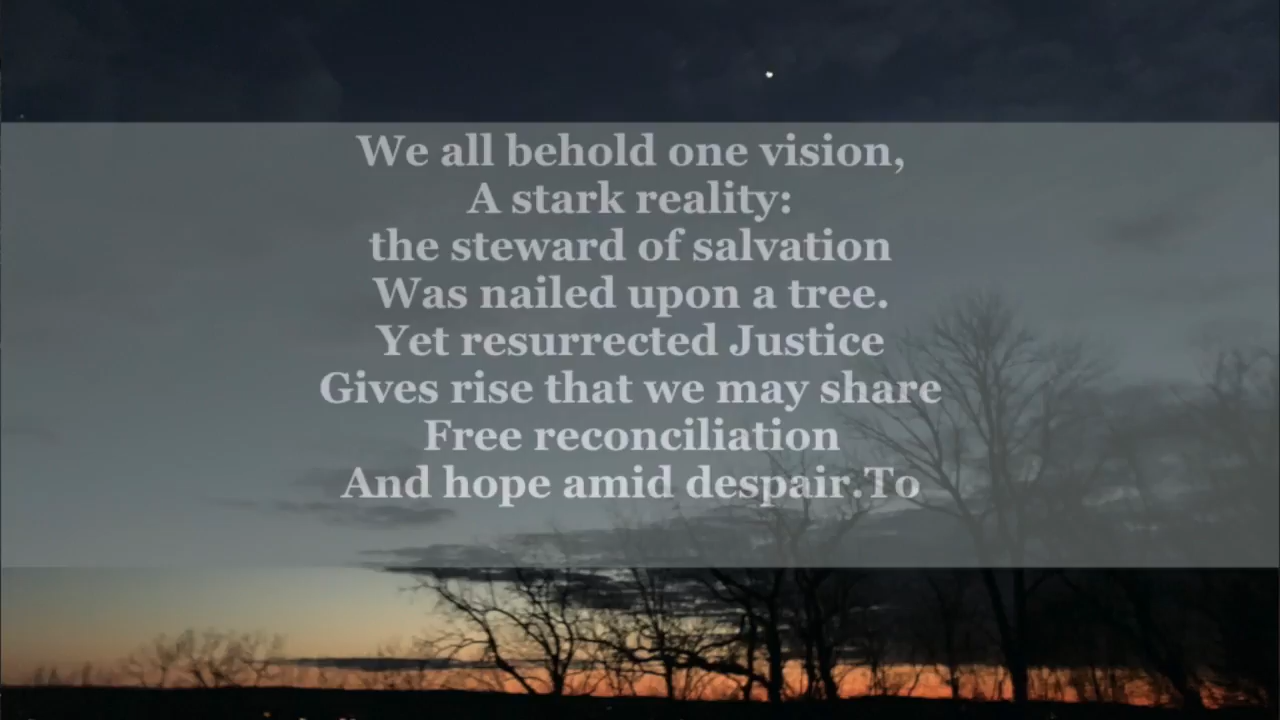 We all behold one vision,
A stark reality:
the steward of salvation
Was nailed upon a tree.
Yet resurrected Justice
Gives rise that we may share
Free reconciliation
And hope amid despair.To